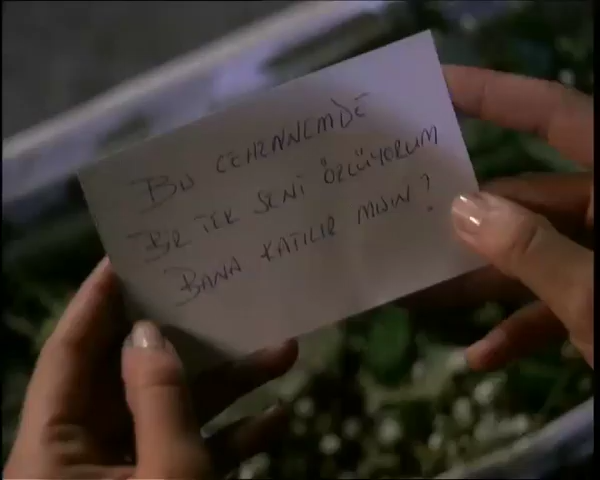 BU CEHENNEMDE
BİR TEK SENİ ÖZLÜYORUM
BANA KATILIR MISIN?